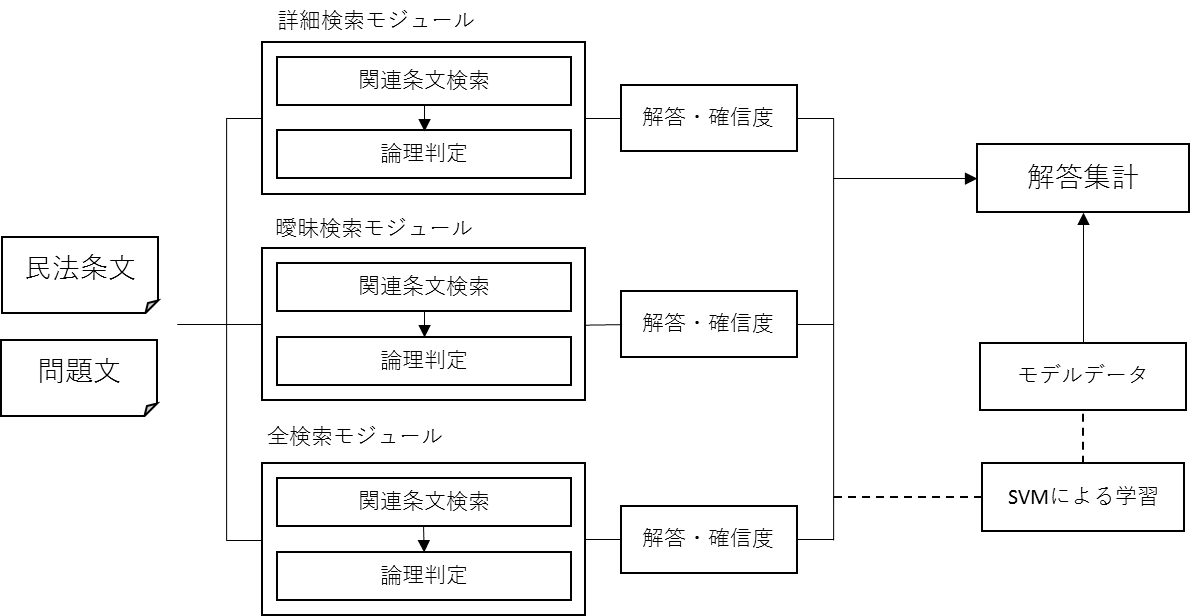 民法条文
問題文
詳細検索モジュール
関連条文検索
論理判定
解答・確信度
曖昧検索モジュール
関連条文検索
論理判定
解答・確信度
全検索モジュール
関連条文検索
論理判定
解答・確信度
解答集計
モデルデータ
SVMによる学習